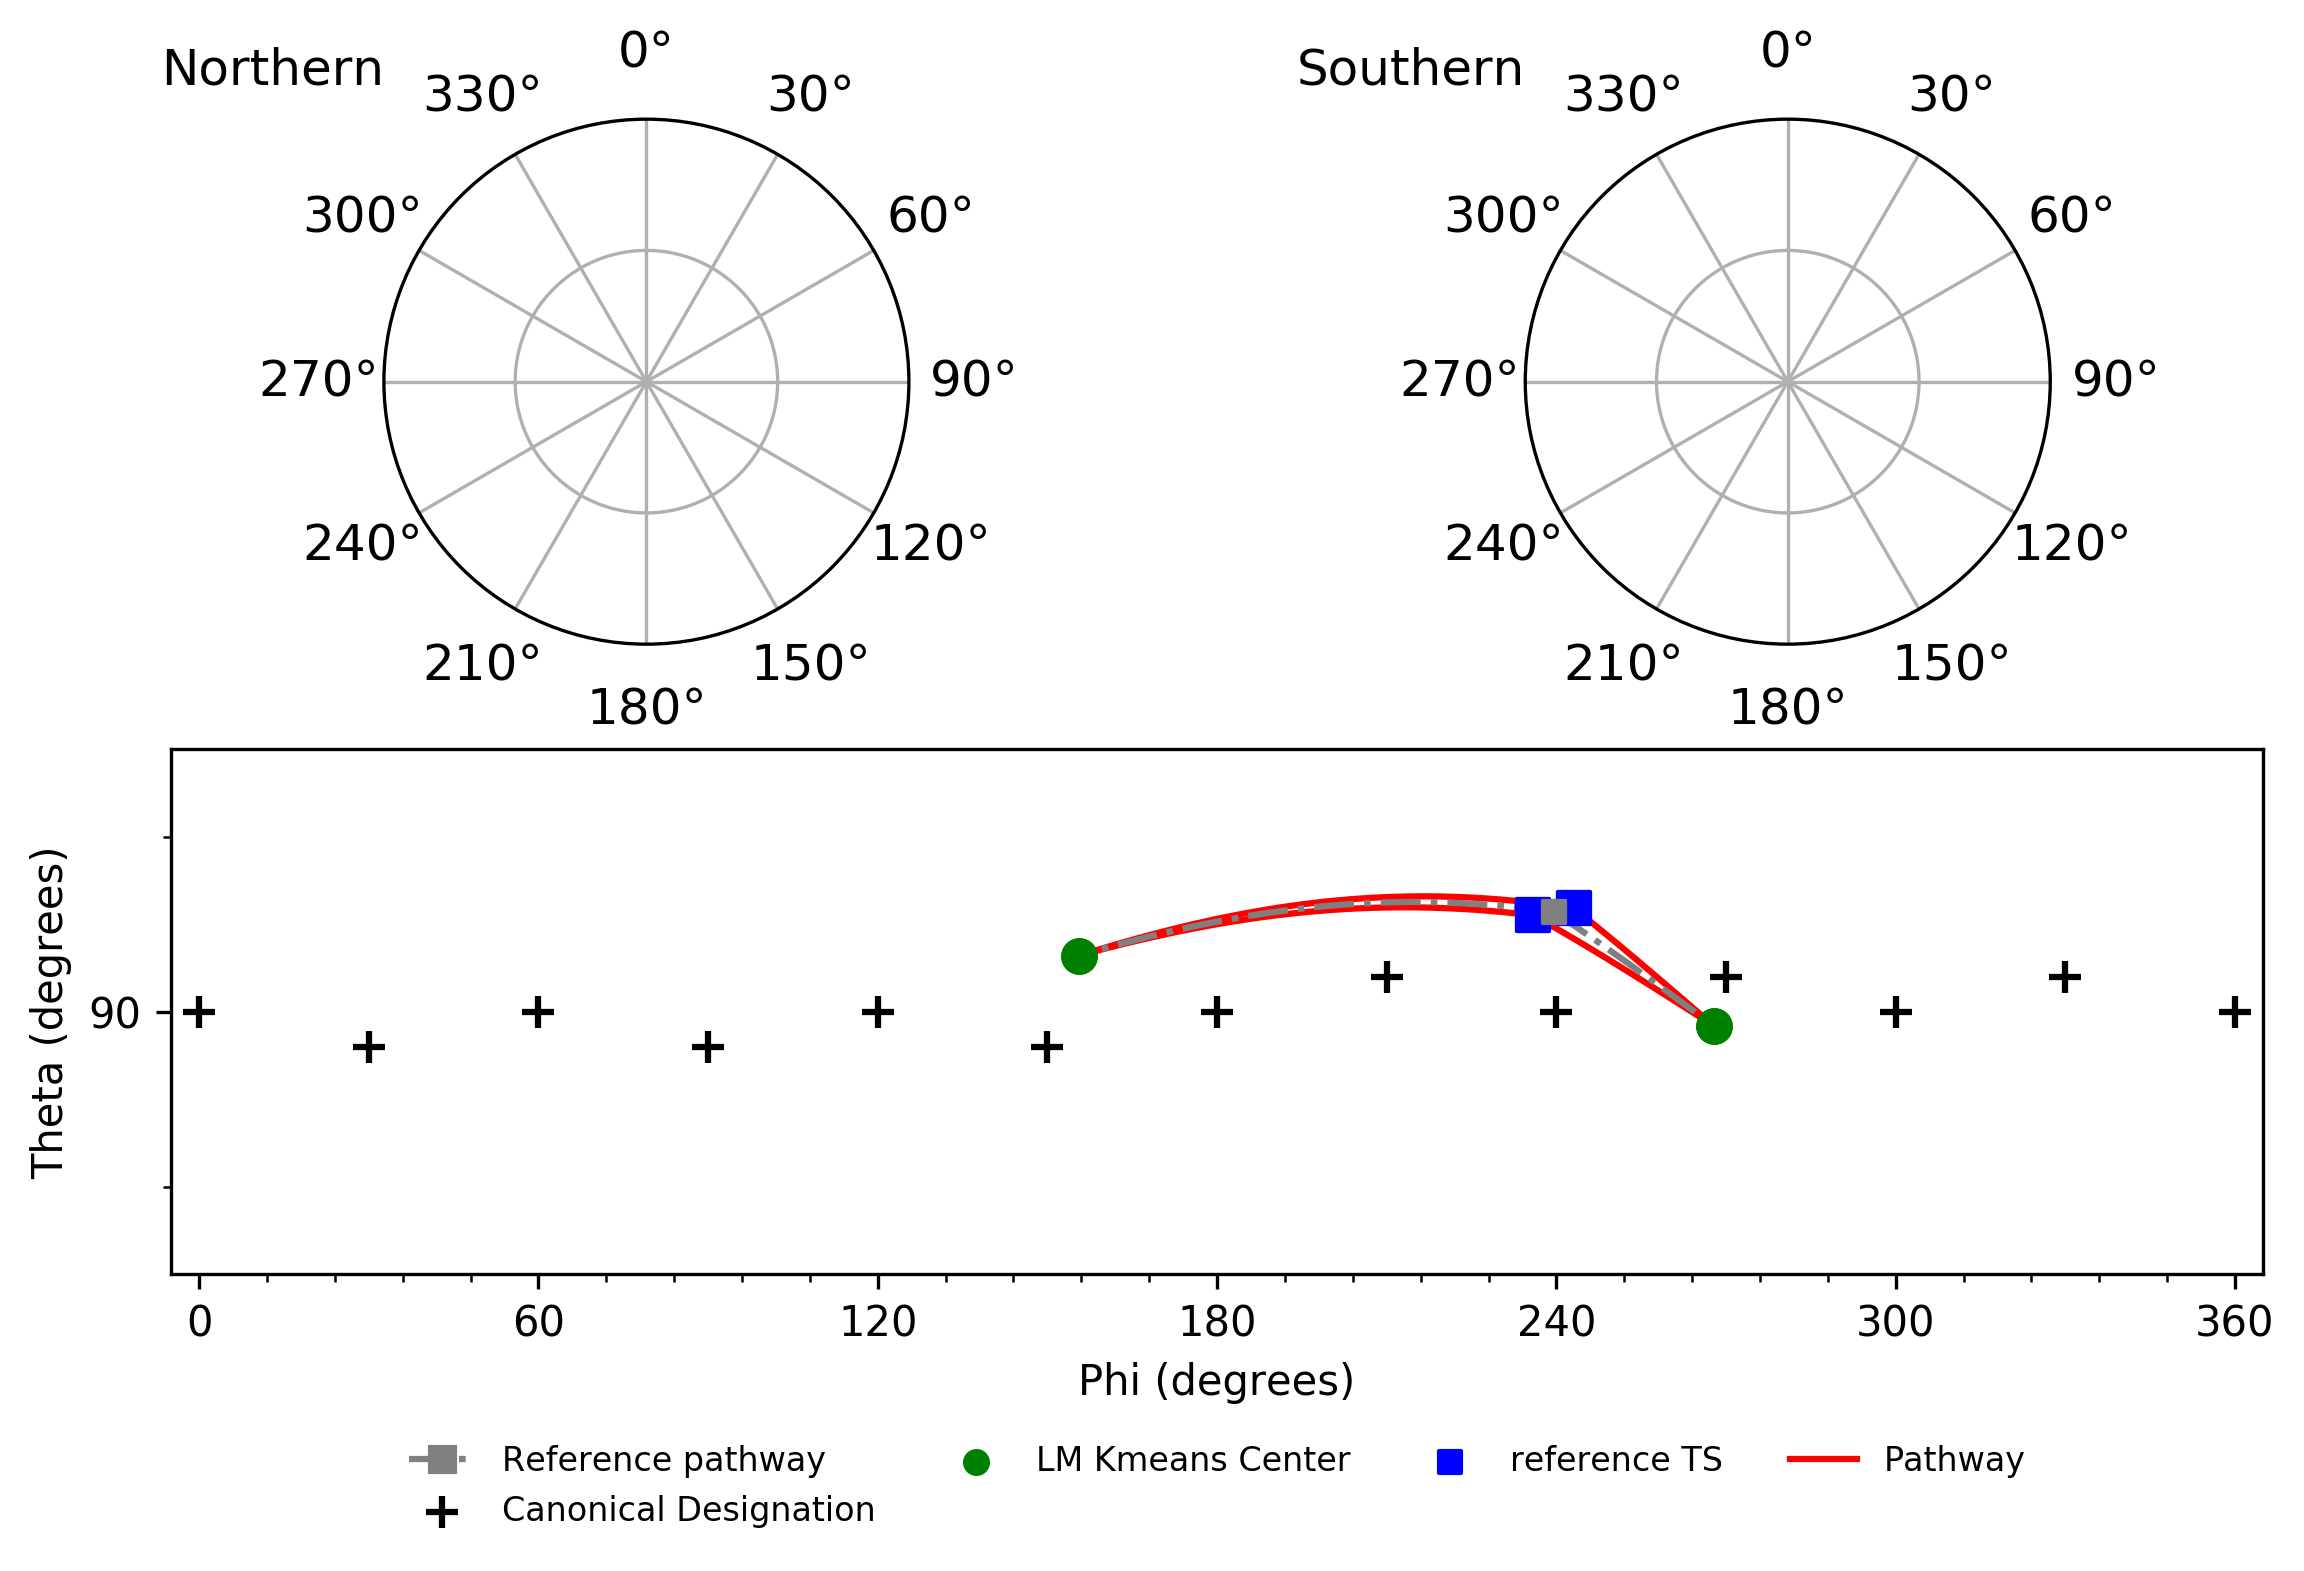 Northern
0°
330°
30°
300°
60°
270°
90°
240°
120°
210°
150°
180°
Southern
0°
330°
30°
300°
60°
270°
90°
240°
120°
210°
150°
180°
Theta (degrees)
90
0 60 120 180 240 300 360
Phi (degrees)
Reference pathway
Canonical Designation
LM Kmeans Center
reference TS
Pathway